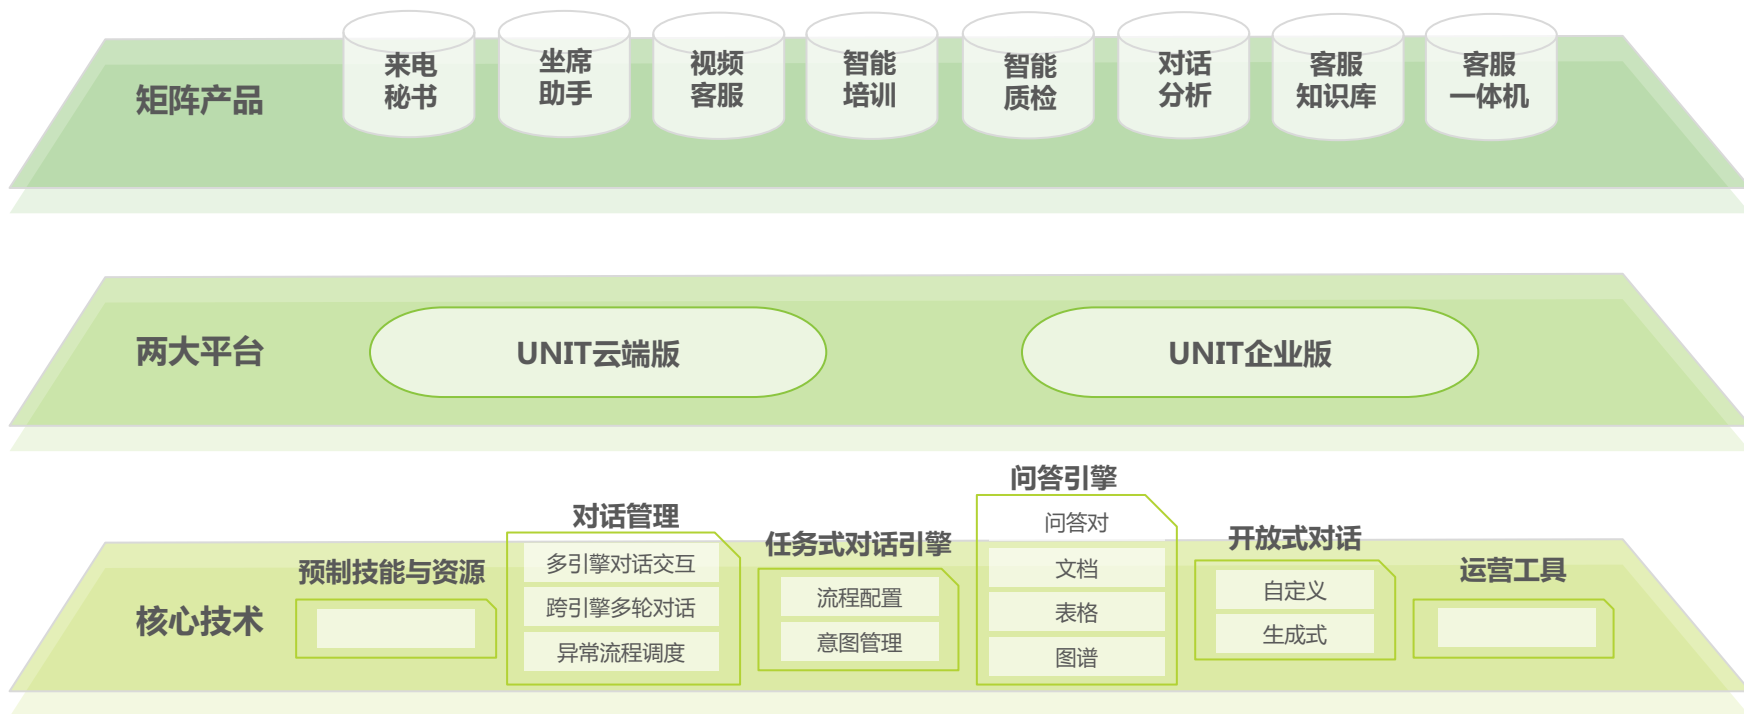 矩阵产品
来电
秘书
坐席
助手
视频
客服
智能
培训
智能
质检
对话
分析
客服
知识库
客服
一体机
两大平台
UNIT云端版
UNIT企业版
核心技术
预制技能与资源
对话管理
多引擎对话交互
跨引擎多轮对话
异常流程调度
任务式对话引擎
流程配置
意图管理
问答引擎
问答对
文档
表格
图谱
开放式对话
自定义
生成式
运营工具